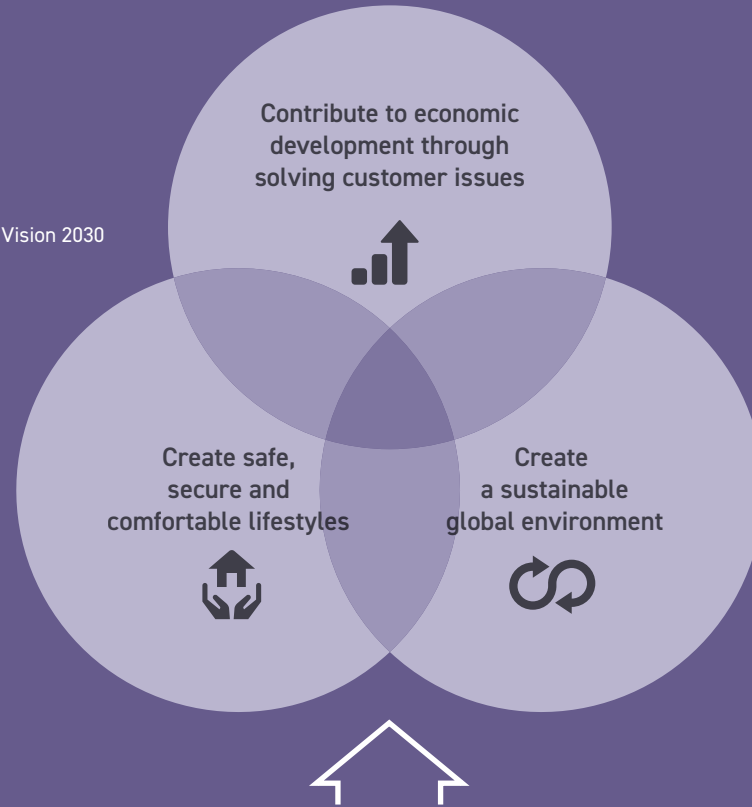 Contribute to economic
development through
solving customer issues
Vision 2030
Create safe,
secure and
comfortable lifestyles
Create
a sustainable
global environment